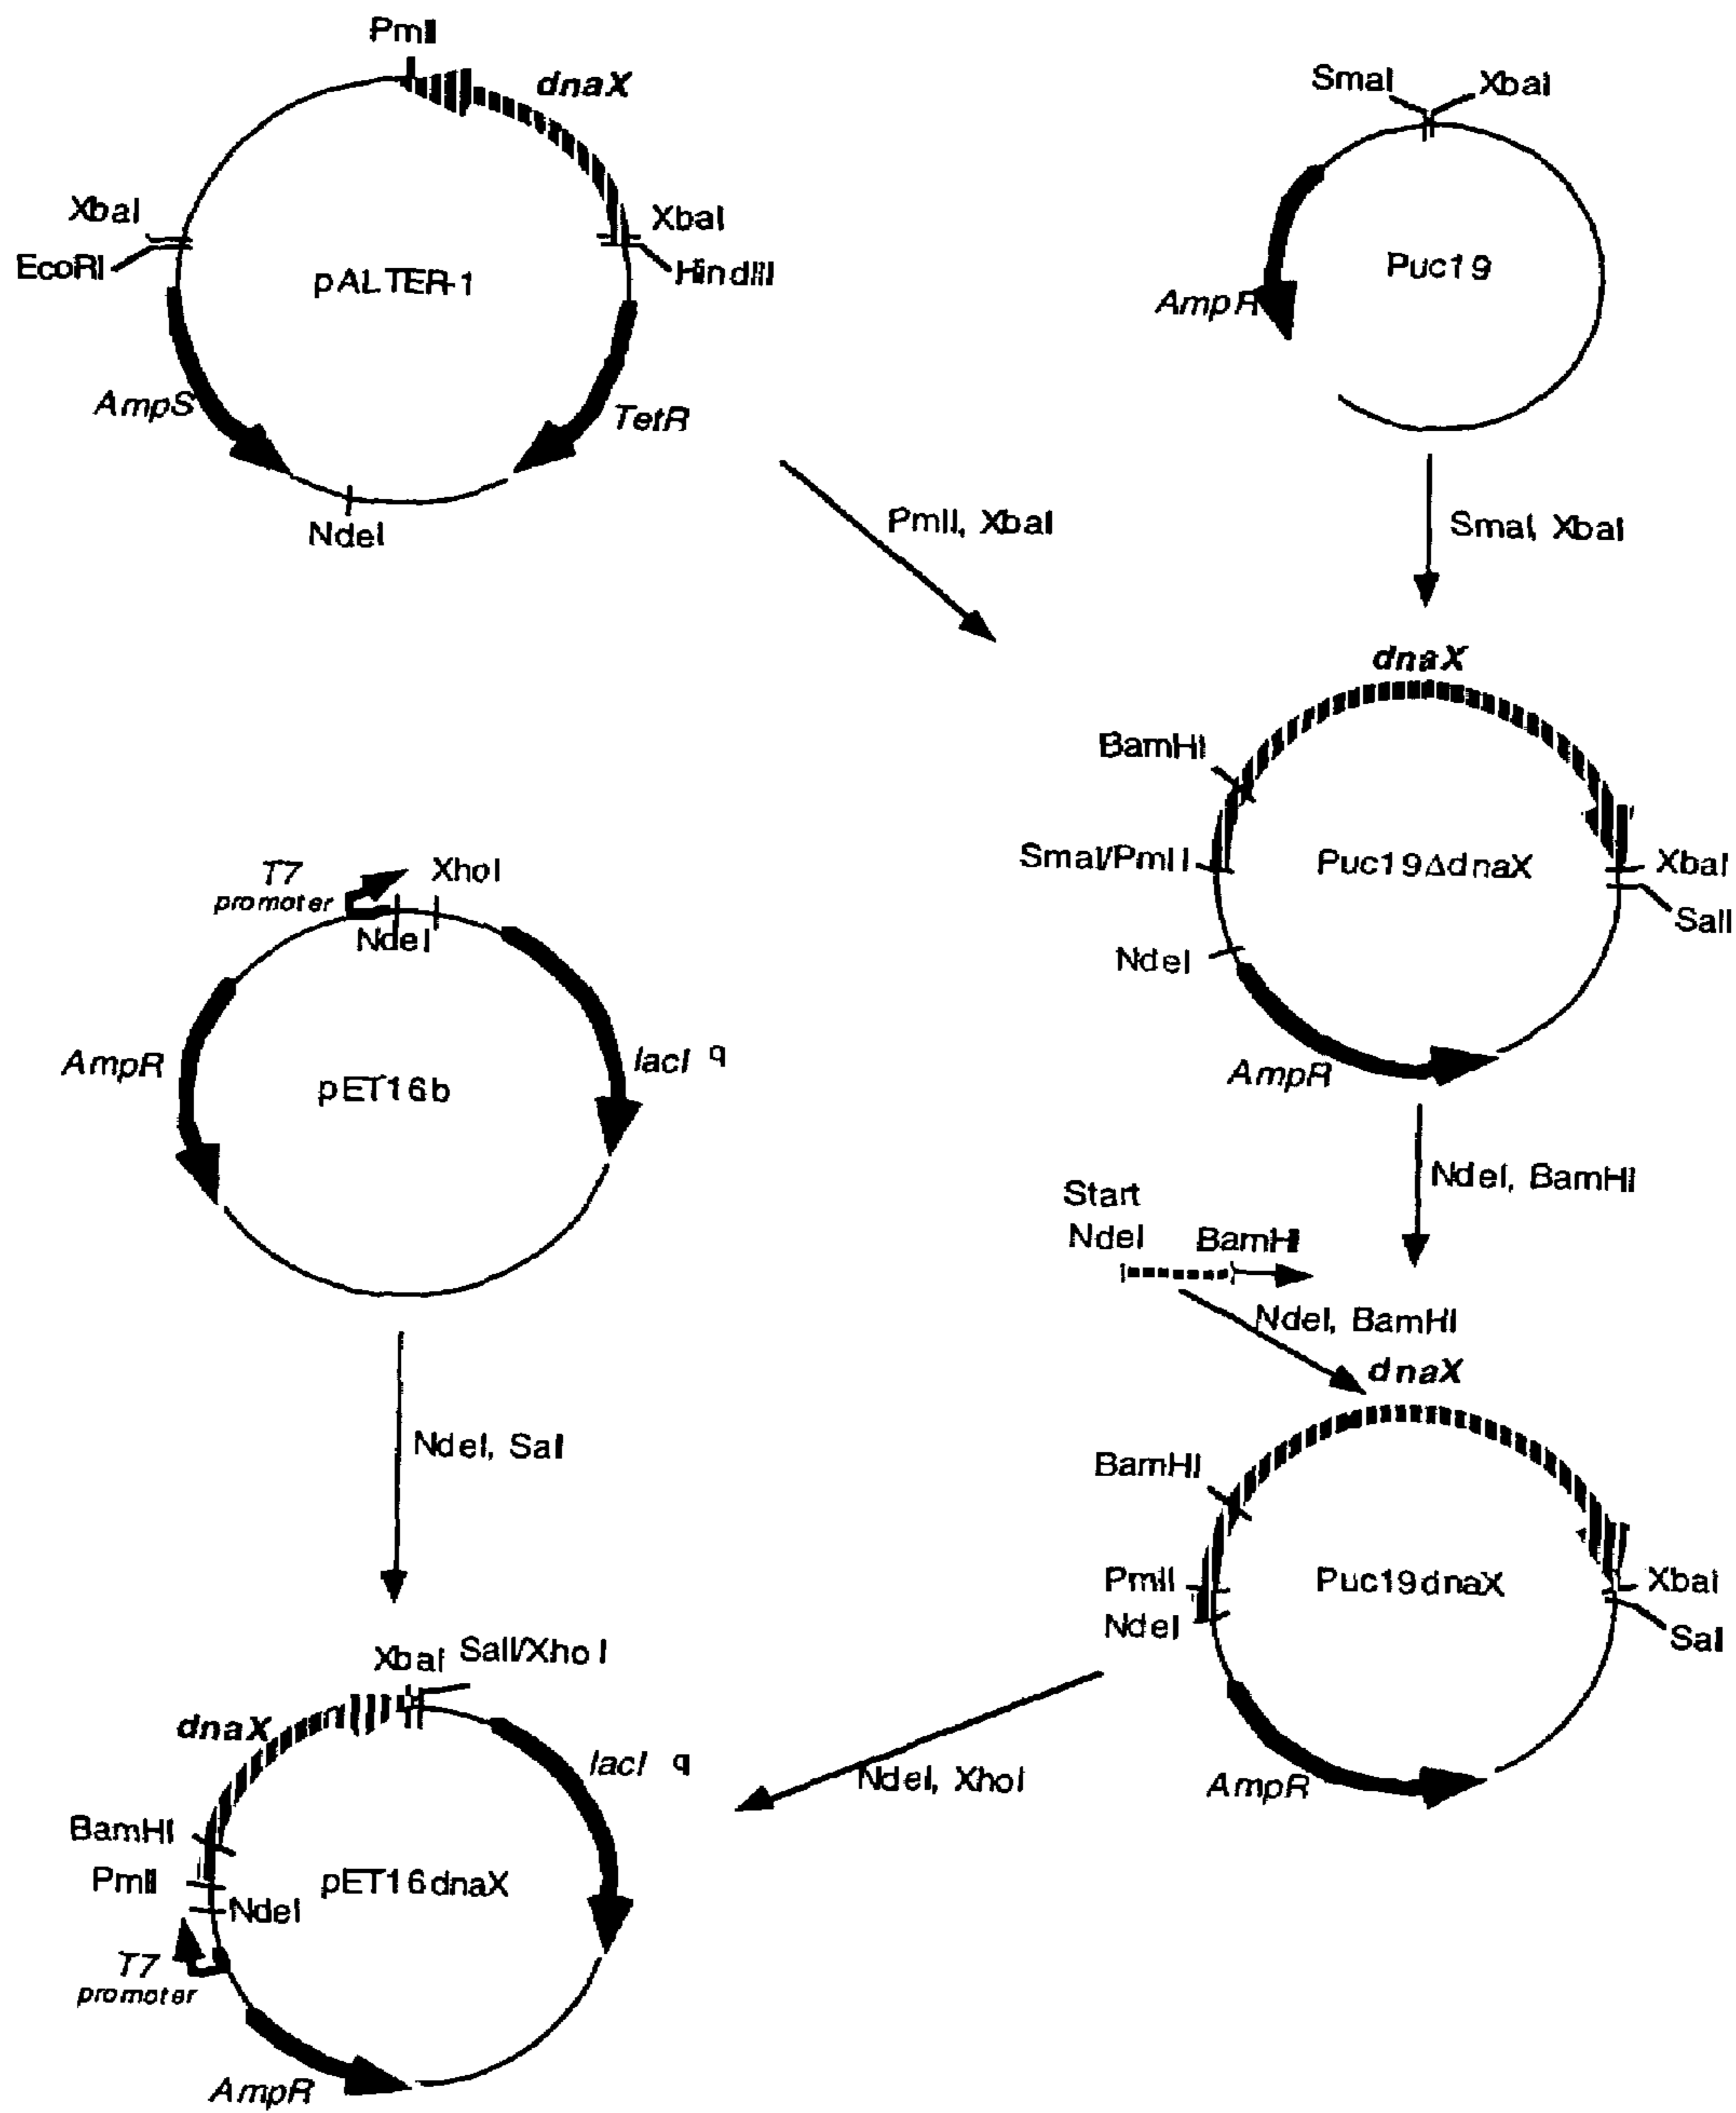 PmlI
dnaX
XbaI
EcoRI
XbaI
HindIII
pALTER-1
AmpS
TetR
NdeI
SmaI
XbaI
Puc19
AmpR
PmlI, XbaI
SmaI, XbaI
dnaX
BamHI
SmaI/PmlI
Puc19ΔdnaX
XbaI
SalI
NdeI
AmpR
T7
promoter
XhoI
NdeI
AmpR
lacI q
pET16b
NdeI, BamHI
Start
NdeI
BamHI
NdeI, BamHI
dnaX
NdeI, SalI
BamHI
PmlI
NdeI
Puc19dnaX
XbaI
SalI
AmpR
XbaI
SalI/XhoI
dnaX
lacI q
NdeI, XhoI
BamHI
PmlI
NdeI
pET16dnaX
T7
promoter
AmpR